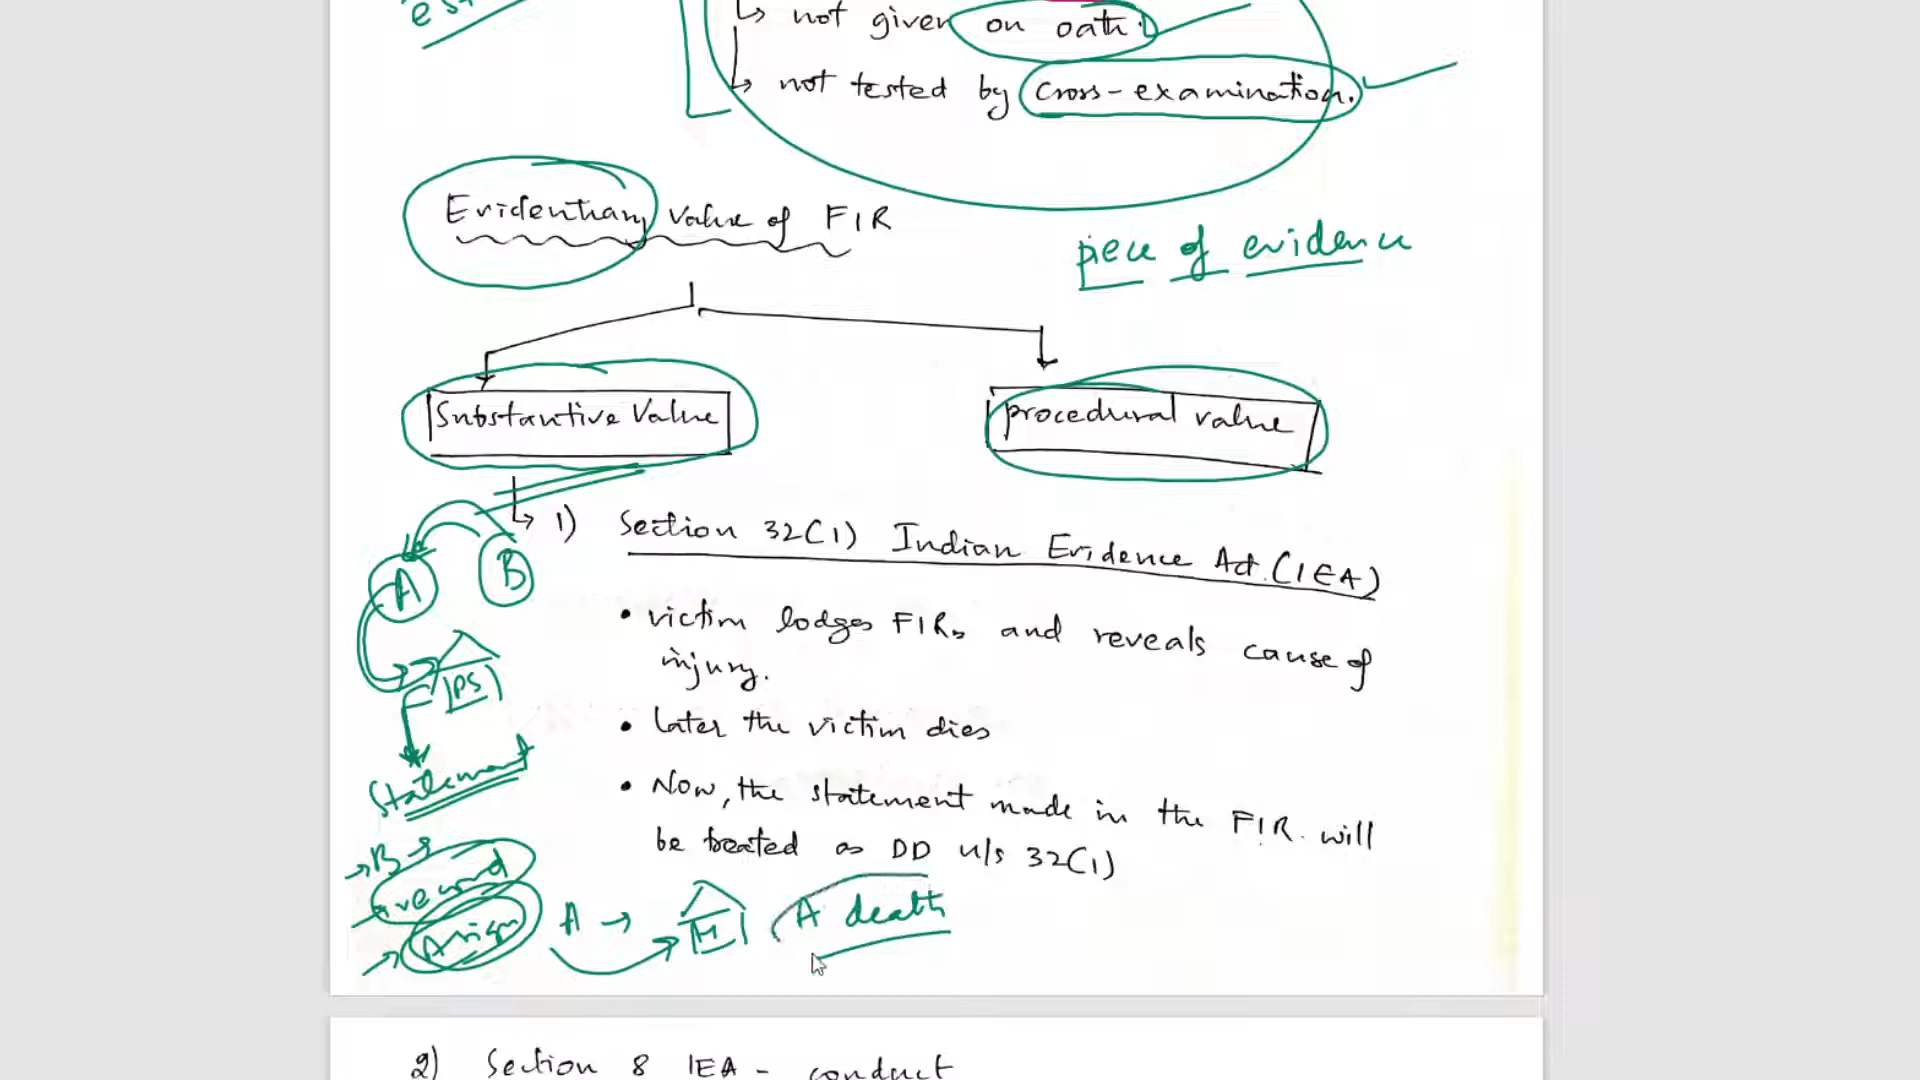 ↳ not given on oath.
↳ not tested by cross-examination.
Evidentiary value of FIR
piece of evidence
Substantive Value
procedural value
↳ 1) Section 32(1) Indian Evidence Act. (IEA)
A B
• victim lodges FIR, and reveals cause of
injury.
PS
• Later the victim dies
Statement
• Now, the statement made in the FIR will
be treated as DD u/s 32(1)
→ B
→ A sign
A → H A death
2) Section 8 IEA - conduct